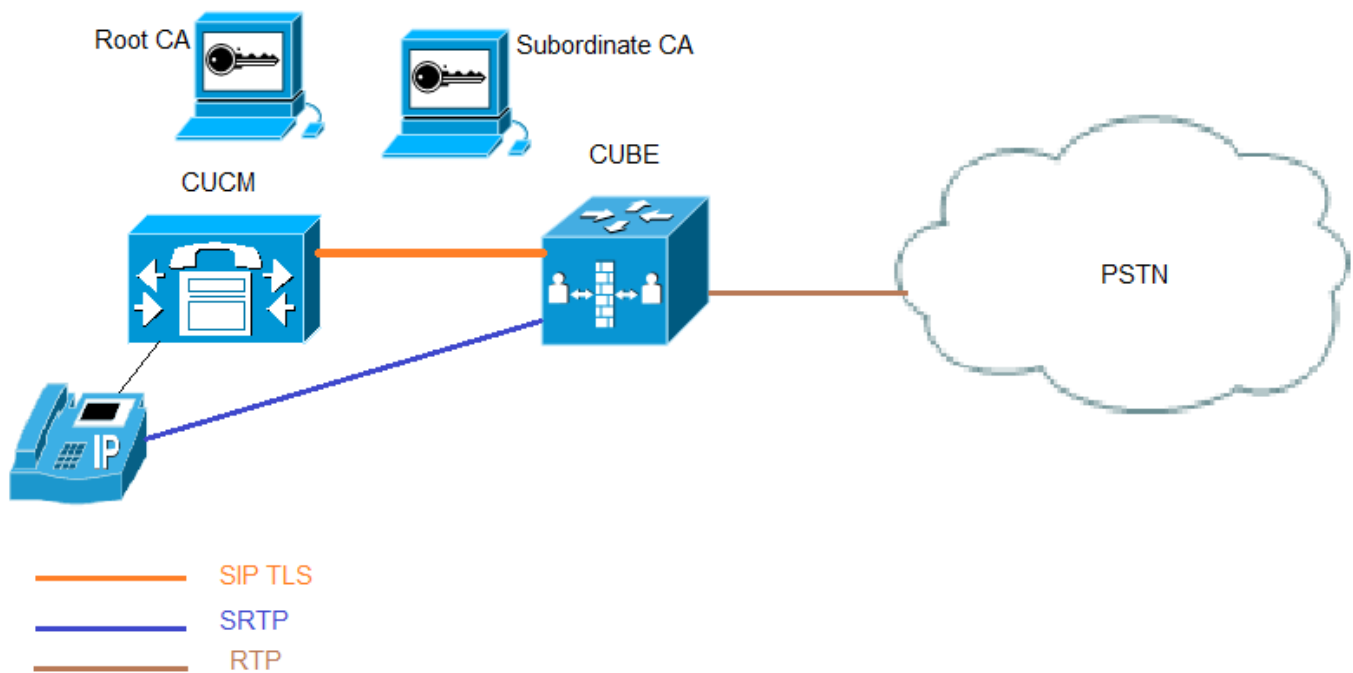 Root CA
Subordinate CA
CUCM
CUBE
PSTN
IP
SIP TLS
SRTP
RTP